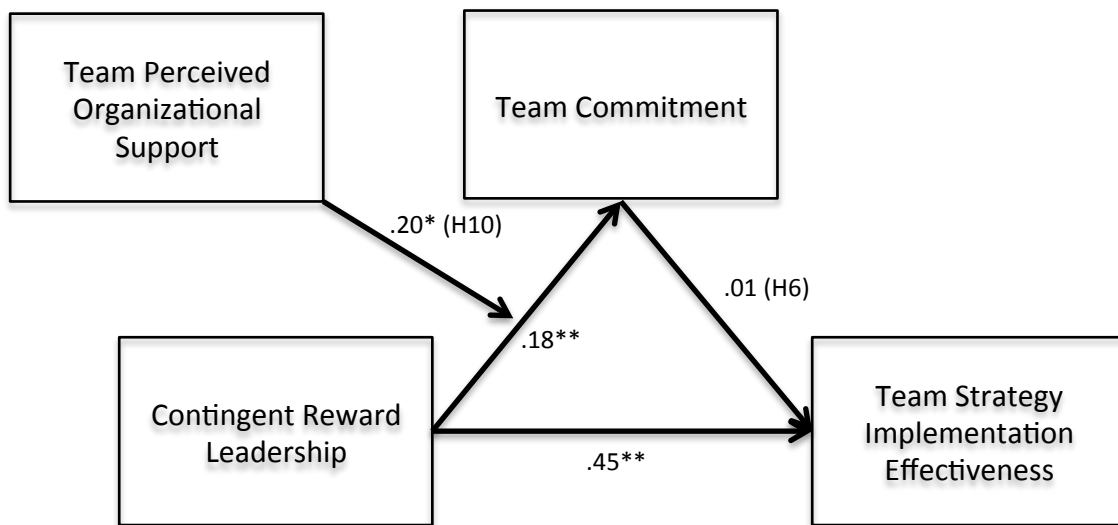 Team Perceived
Organizational
Support
Team Commitment
.20* (H10)
.01 (H6)
.18**
Contingent Reward
Leadership
Team Strategy
Implementation
Effectiveness
.45**